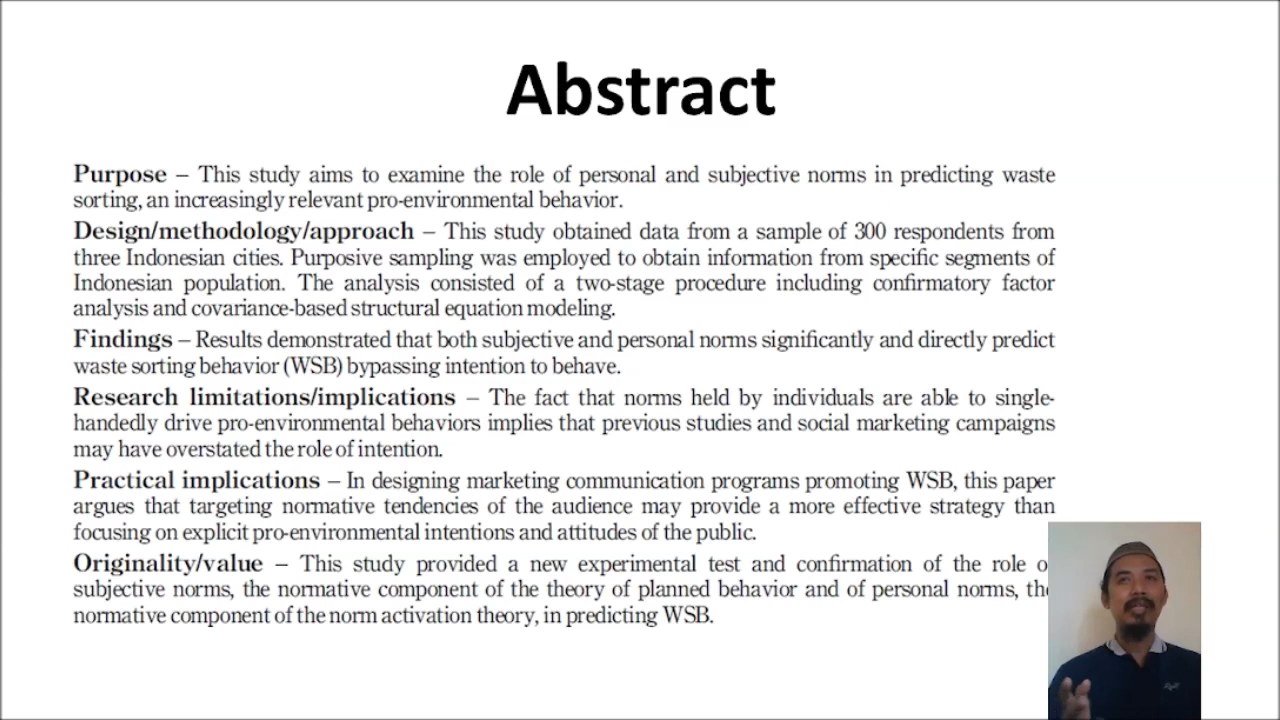 Abstract
Purpose – This study aims to examine the role of personal and subjective norms in predicting waste
sorting, an increasingly relevant pro-environmental behavior.
Design/methodology/approach – This study obtained data from a sample of 300 respondents from
three Indonesian cities. Purposive sampling was employed to obtain information from specific segments of
Indonesian population. The analysis consisted of a two-stage procedure including confirmatory factor
analysis and covariance-based structural equation modeling.
Findings – Results demonstrated that both subjective and personal norms significantly and directly predict
waste sorting behavior (WSB) bypassing intention to behave.
Research limitations/implications – The fact that norms held by individuals are able to single-
handedly drive pro-environmental behaviors implies that previous studies and social marketing campaigns
may have overstated the role of intention.
Practical implications – In designing marketing communication programs promoting WSB, this paper
argues that targeting normative tendencies of the audience may provide a more effective strategy than
focusing on explicit pro-environmental intentions and attitudes of the public.
Originality/value – This study provided a new experimental test and confirmation of the role o
subjective norms, the normative component of the theory of planned behavior and of personal norms, the
normative component of the norm activation theory, in predicting WSB.